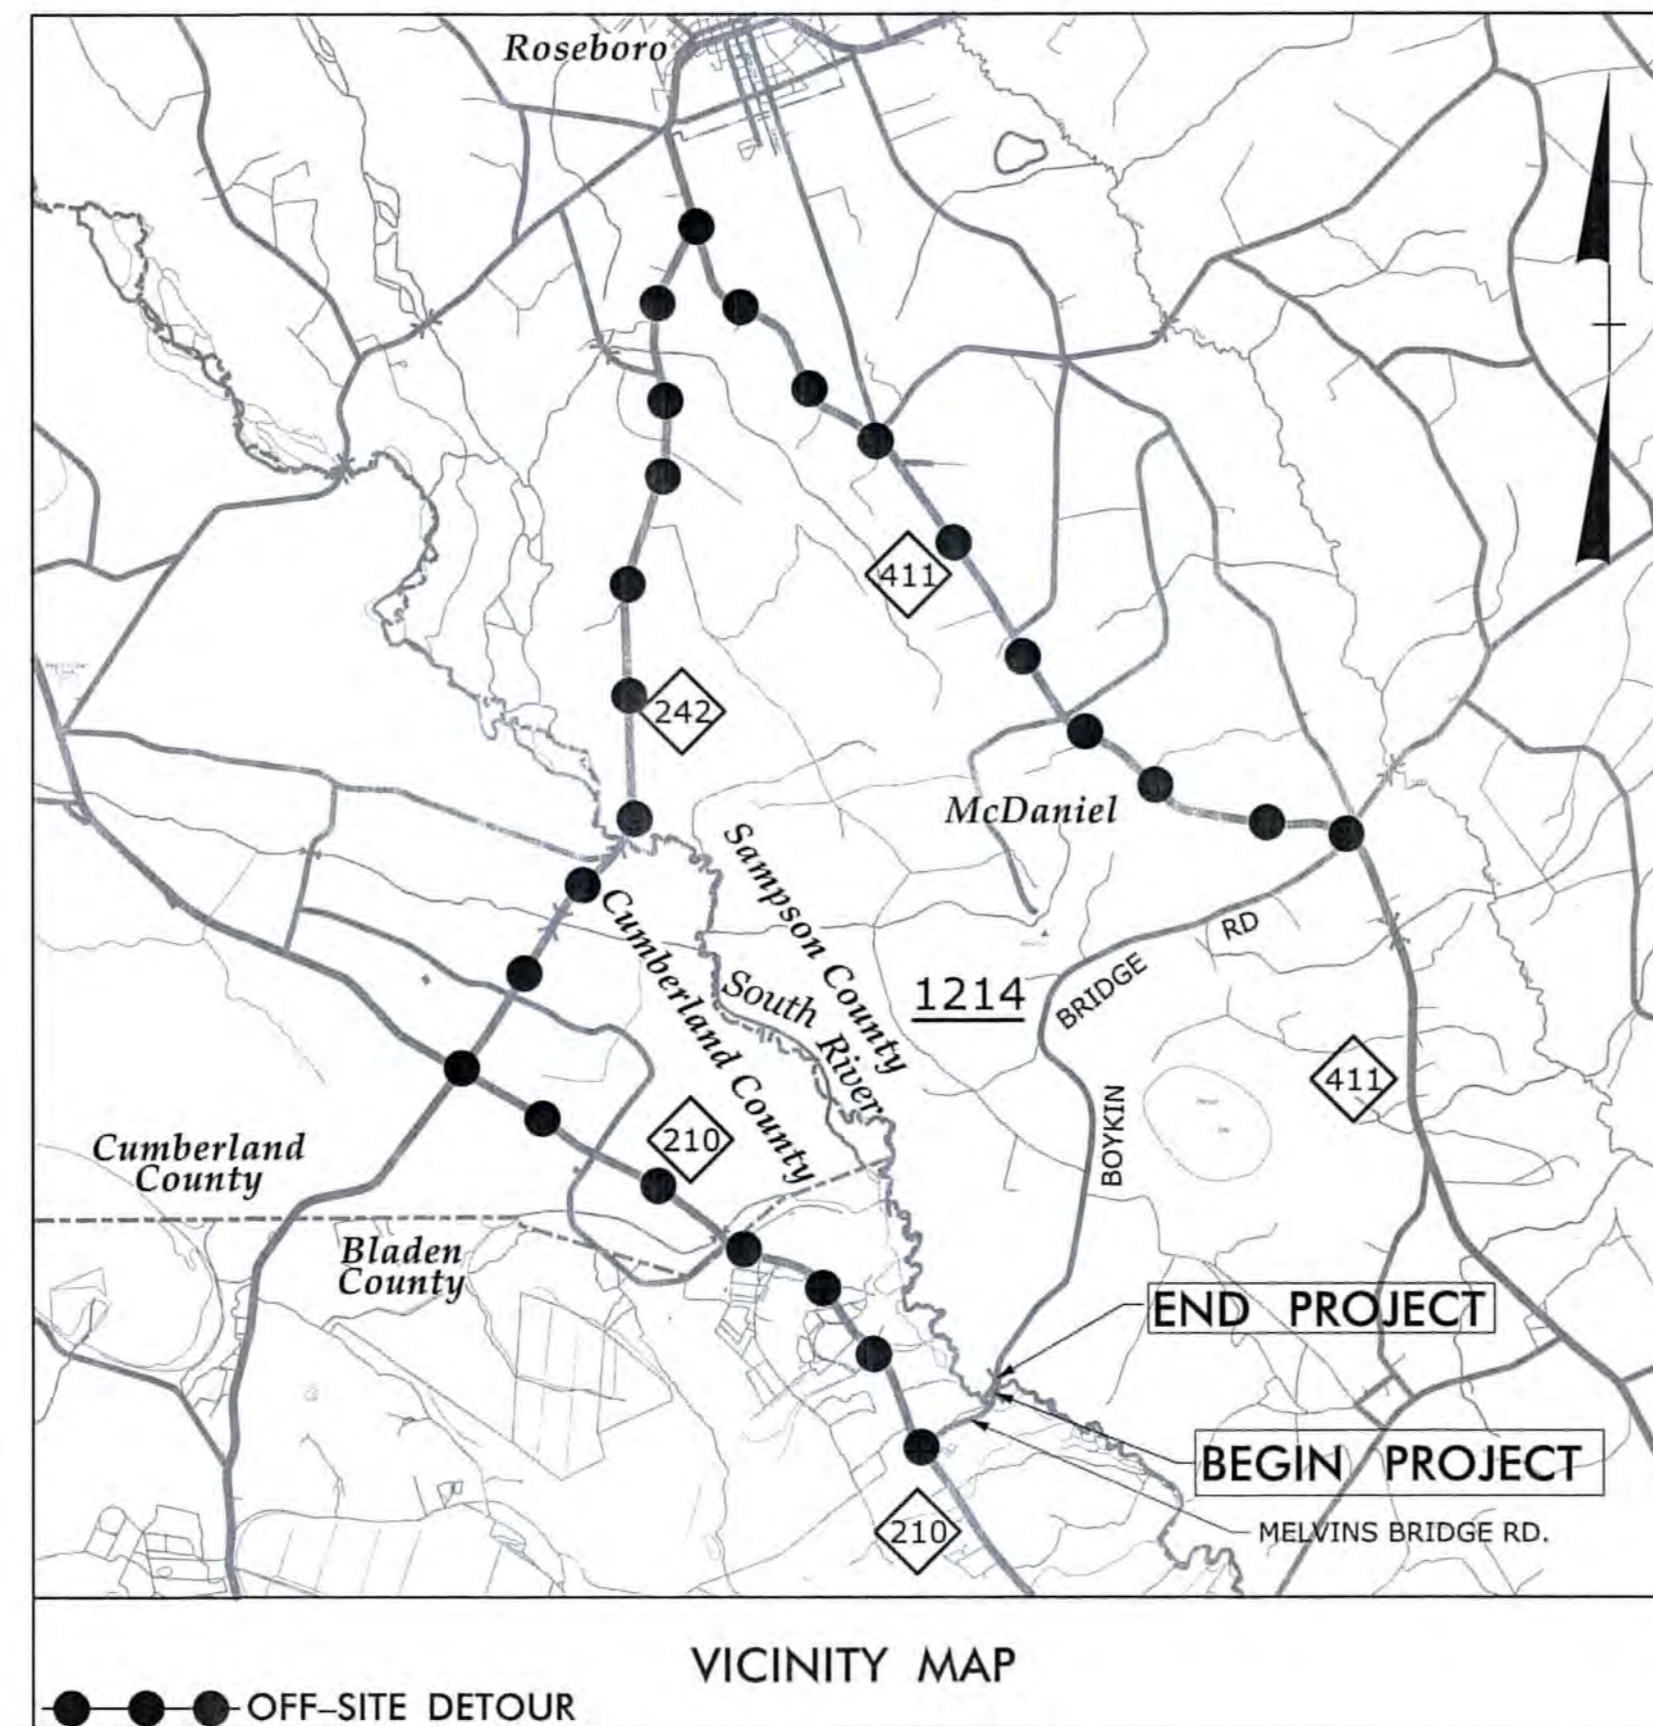 Roseboro
411
242
McDaniel
Sampson County
Cumberland County
South River
1214
BOYKIN BRIDGE RD
411
210
Cumberland
County
Bladen
County
END PROJECT
BEGIN PROJECT
MELVINS BRIDGE RD.
210
VICINITY MAP
OFF–SITE DETOUR